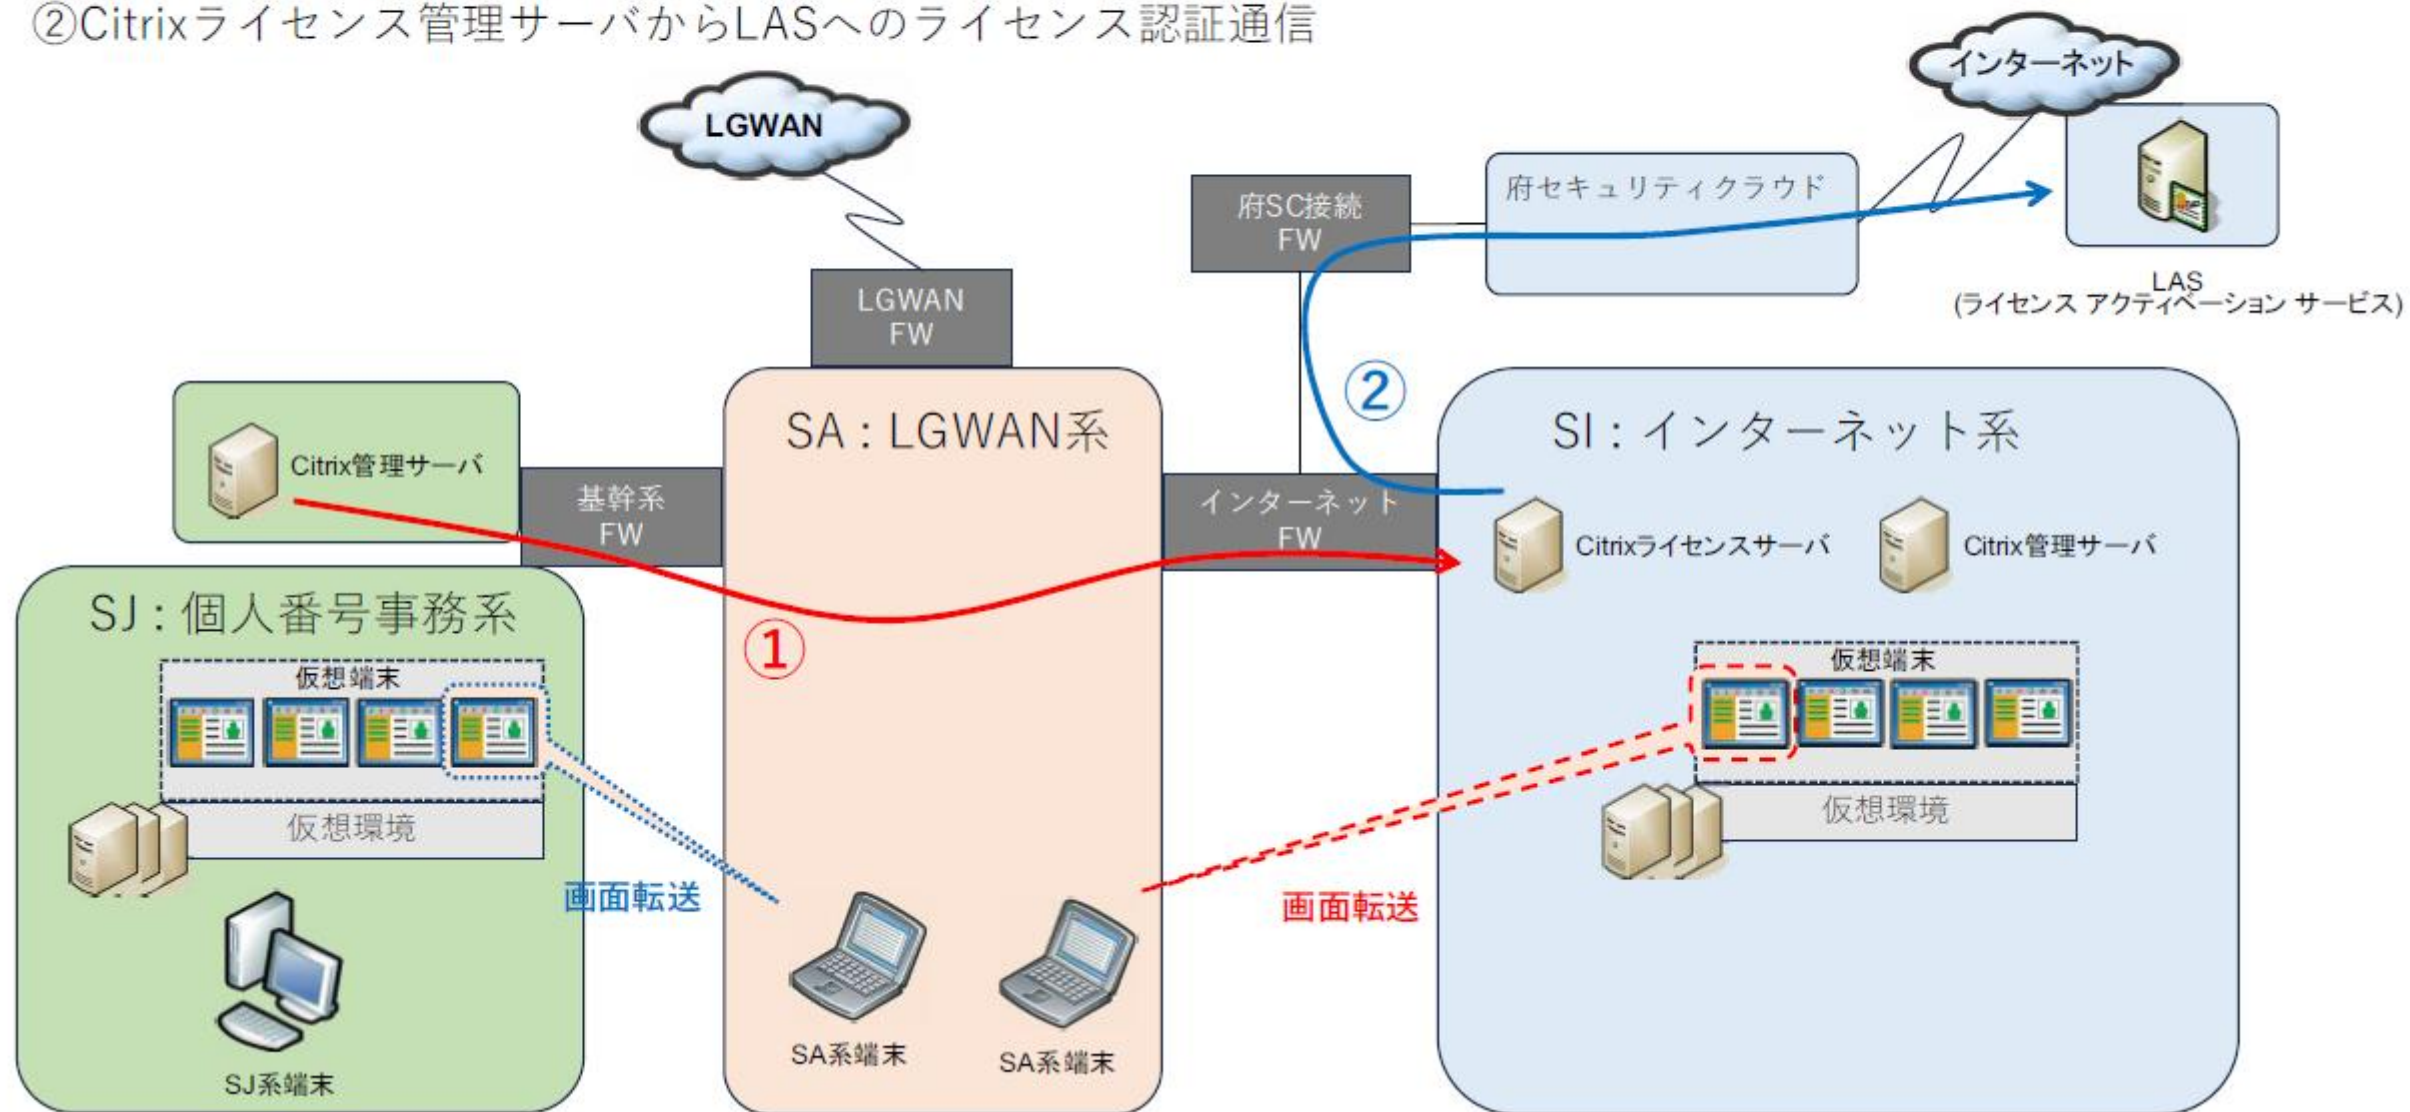 ②Citrixライセンス管理サーバからLASへのライセンス認証通信
インターネット
LGWAN
府SC接続
FW
府セキュリティクラウド
LAS
(ライセンス アクティベーション サービス)
LGWAN
FW
②
Citrix管理サーバ
基幹系
FW
SA：LGWAN系
インターネット
FW
SI：インターネット系
Citrixライセンスサーバ
Citrix管理サーバ
SJ：個人番号事務系
①
仮想端末
仮想環境
仮想端末
仮想環境
画面転送
画面転送
SA系端末
SA系端末
SJ系端末